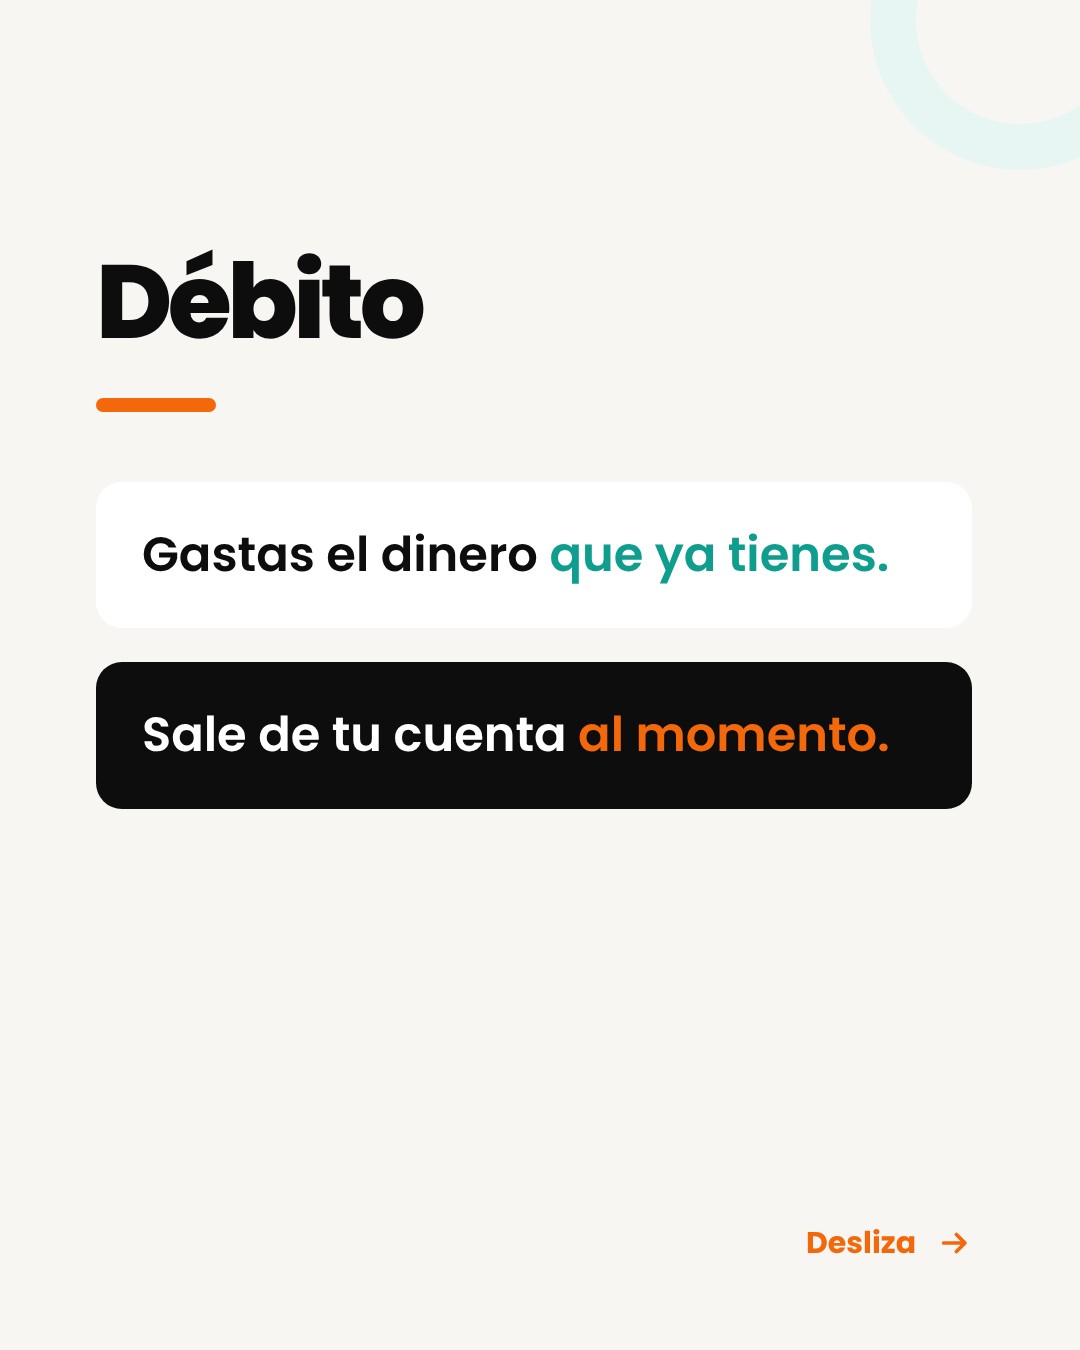 Débito
Gastas el dinero que ya tienes.
Sale de tu cuenta al momento.
Desliza →